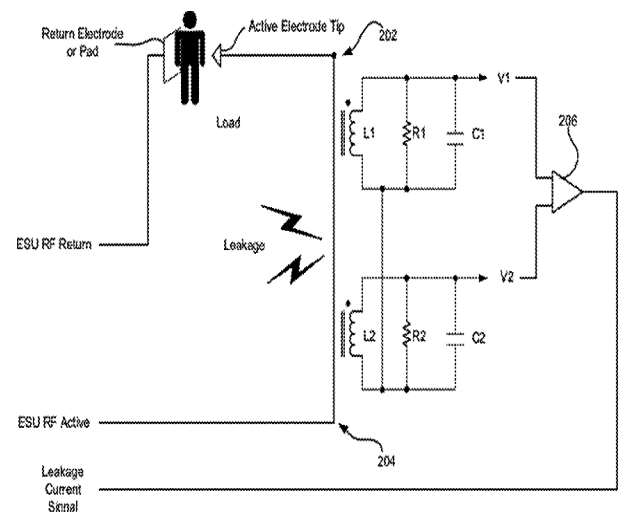 Return Electrode
or Pad
Active Electrode Tip
202
Load
V1
L1
R1
C1
206
ESU RF Return
Leakage
V2
L2
R2
C2
ESU RF Active
204
Leakage
Current
Signal